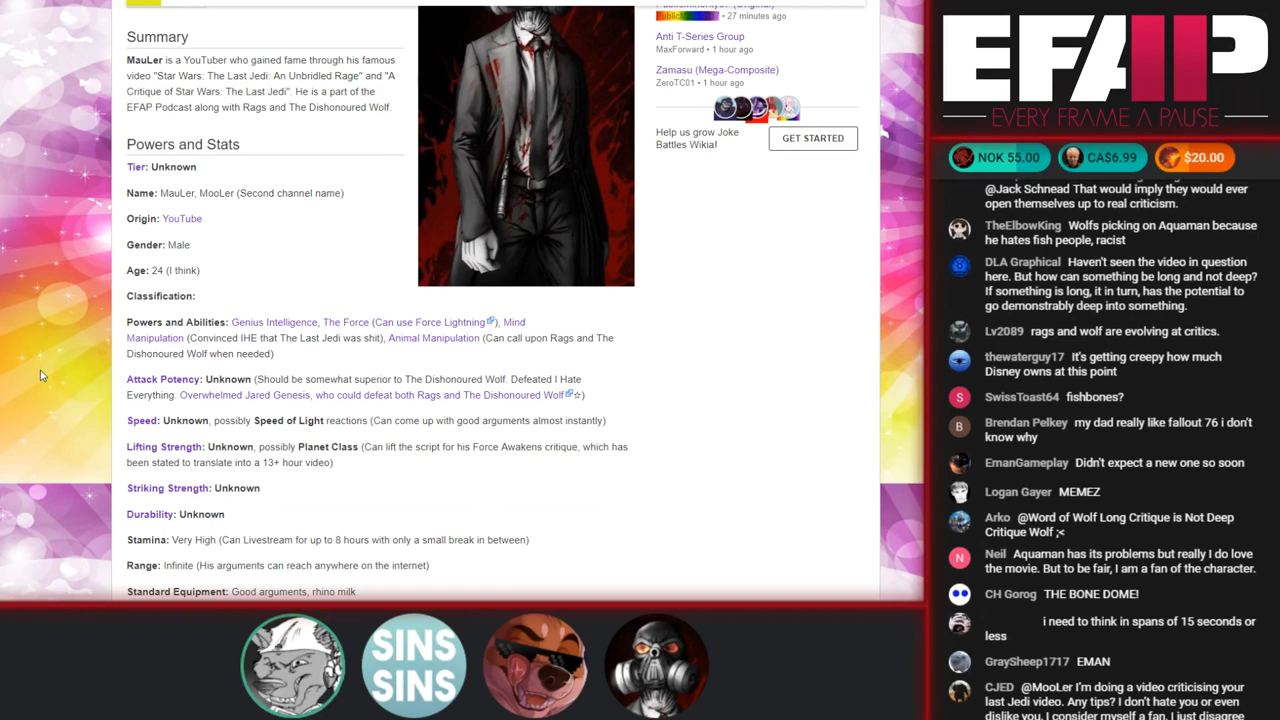 Summary
MauLer is a YouTuber who gained fame through his famous
video "Star Wars: The Last Jedi: An Unbridled Rage" and "A
Critique of Star Wars: The Last Jedi". He is a part of the
EFAP Podcast along with Rags and The Dishonoured Wolf.
Powers and Stats
Tier: Unknown
Name: MauLer, MooLer (Second channel name)
Origin: YouTube
Gender: Male
Age: 24 (I think)
Classification:
Powers and Abilities: Genius Intelligence, The Force (Can use Force Lightning), Mind
Manipulation (Convinced IHE that The Last Jedi was shit), Animal Manipulation (Can call upon Rags and The
Dishonoured Wolf when needed)
Attack Potency: Unknown (Should be somewhat superior to The Dishonoured Wolf. Defeated I Hate
Everything. Overwhelmed Jared Genesis, who could defeat both Rags and The Dishonoured Wolf☆)
Speed: Unknown, possibly Speed of Light reactions (Can come up with good arguments almost instantly)
Lifting Strength: Unknown, possibly Planet Class (Can lift the script for his Force Awakens critique, which has
been stated to translate into a 13+ hour video)
Striking Strength: Unknown
Durability: Unknown
Stamina: Very High (Can Livestream for up to 8 hours with only a small break in between)
Range: Infinite (His arguments can reach anywhere on the internet)
Standard Equipment: Good arguments, rhino milk
• 27 minutes ago
Anti T-Series Group
MaxForward • 1 hour ago
Zamasu (Mega-Composite)
ZeroTC01 • 1 hour ago
Help us grow Joke
Battles Wikia!
GET STARTED
SINS
SINS
EFAP
EVERY FRAME A PAUSE
NOK 55.00
CA$6.99
$20.00
@Jack Schnead That would imply they would ever
open themselves up to real criticism.
TheElbowKing Wolfs picking on Aquaman because
he hates fish people, racist
DLA Graphical Haven't seen the video in question
here. But how can something be long and not deep?
If something is long, it in turn, has the potential to
go demonstrably deep into something.
Lv2089 rags and wolf are evolving at critics.
thewaterguy17 It's getting creepy how much
Disney owns at this point
SwissToast64 fishbones?
Brendan Pelkey my dad really like fallout 76 i don't
know why
EmanGameplay Didn't expect a new one so soon
Logan Gayer MEMEZ
Arko @Word of Wolf Long Critique is Not Deep
Critique Wolf ;<
Neil Aquaman has its problems but really I do love
the movie. But to be fair, I am a fan of the character.
CH Gorog THE BONE DOME!
i need to think in spans of 15 seconds or
less
GraySheep1717 EMAN
CJED @MooLer I'm doing a video criticising your
last Jedi video. Any tips? I don't hate you or even
dislike you. I consider myself a fan. I just disagree